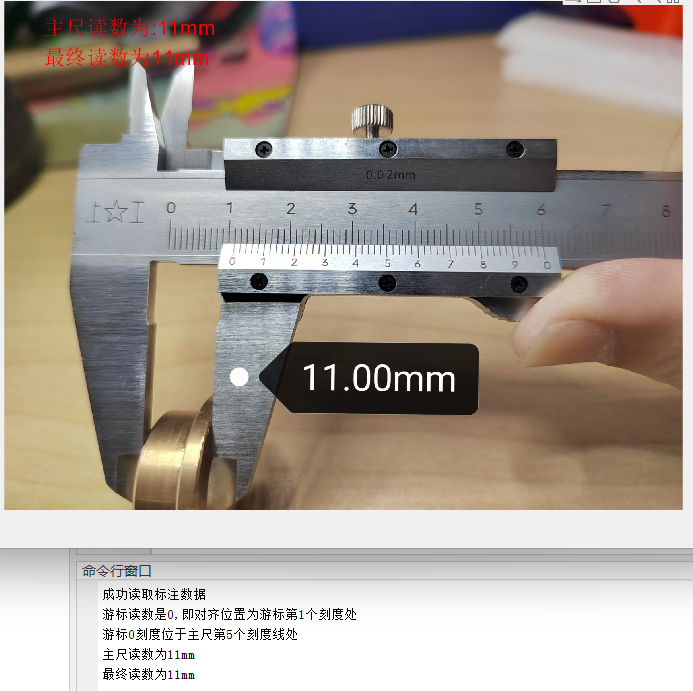 主尺读数为:11mm
最终读数为11mm
0.02mm
上☆工
0 1 2 3 4 5 6 7 8
0 1 2 3 4 5 6 7 8 9 0
11.00mm
命令行窗口
成功读取标注数据
游标读数是0,即对齐位置为游标第1个刻度处
游标0刻度位于主尺第5个刻度线处
主尺读数为11mm
最终读数为11mm